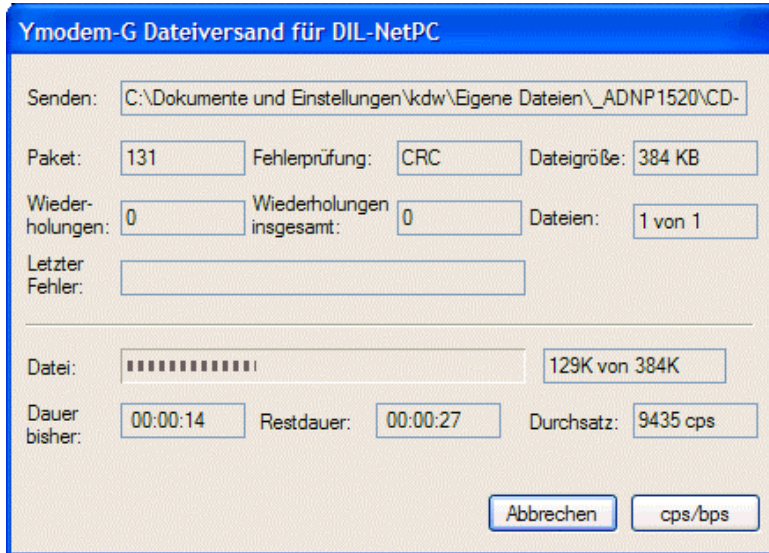 Ymodem-G Dateiversand für DIL-NetPC
Senden: C:\Dokumente und Einstellungen\kdw\Eigene Dateien\_ADNP1520\CD-
Paket: 131 Fehlerprüfung: CRC Dateigröße: 384 KB
Wieder-
holungen: 0 Wiederholungen
insgesamt: 0 Dateien: 1 von 1
Letzter
Fehler:
Datei: 129K von 384K
Dauer
bisher: 00:00:14 Restdauer: 00:00:27 Durchsatz: 9435 cps
Abbrechen cps/bps